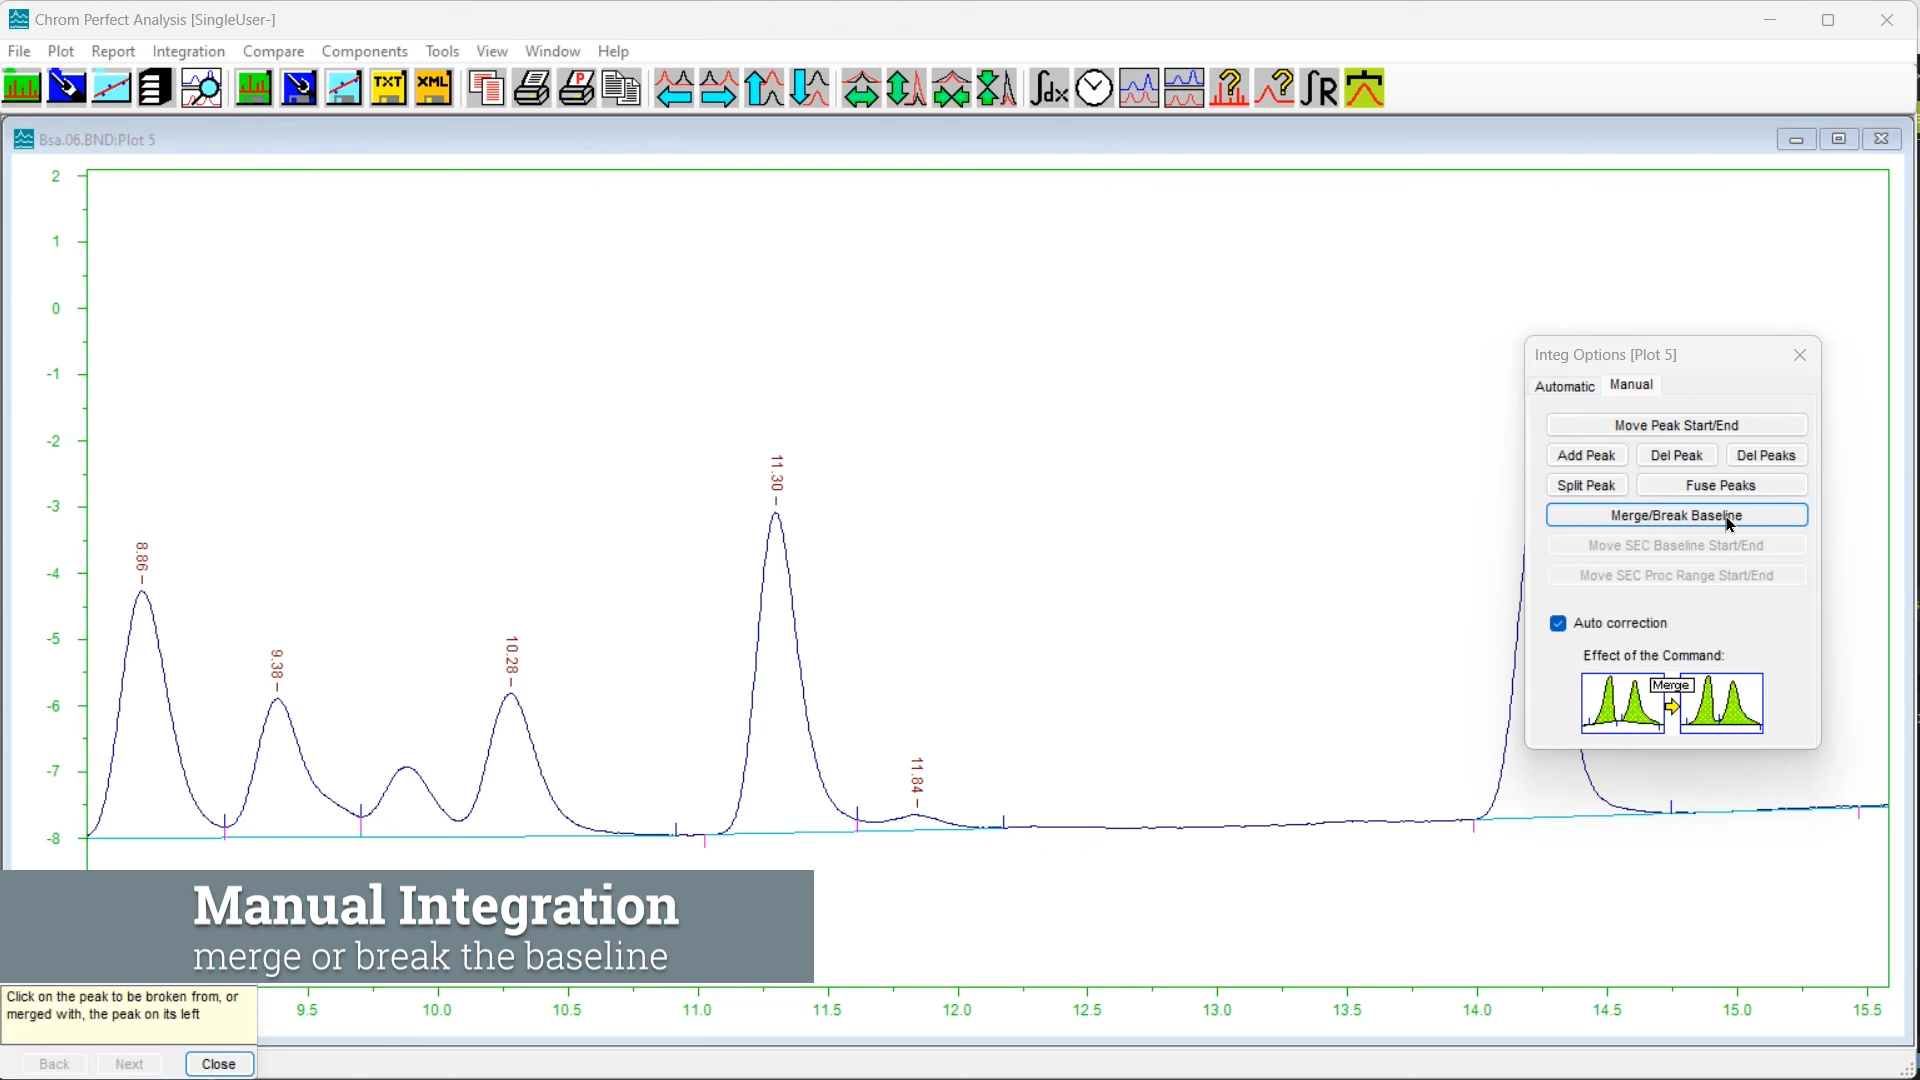 Chrom Perfect Analysis [SingleUser-]
File Plot Report Integration Compare Components Tools View Window Help
TXT XML P ∫dx ? ? ∫R
Bsa.06.BND:Plot 5
2
1
0
-1
-2
-3
-4
-5
-6
-7
-8
8.86
9.38
10.28
11.30
11.84
Integ Options [Plot 5]
Automatic Manual
Move Peak Start/End
Add Peak Del Peak Del Peaks
Split Peak Fuse Peaks
Merge/Break Baseline
Move SEC Baseline Start/End
Move SEC Proc Range Start/End
Auto correction
Effect of the Command:
Merge
Manual Integration
merge or break the baseline
9.5 10.0 10.5 11.0 11.5 12.0 12.5 13.0 13.5 14.0 14.5 15.0 15.5
Click on the peak to be broken from, or
merged with, the peak on its left
Back Next Close